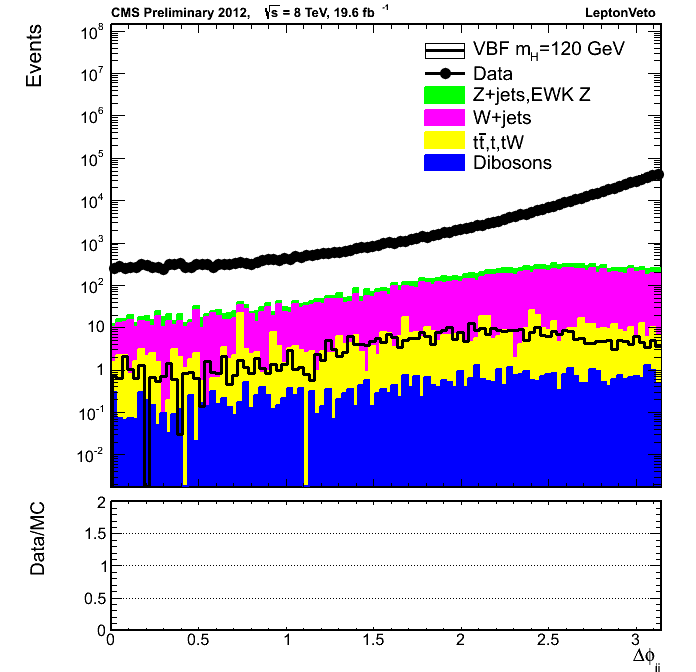 CMS Preliminary 2012, √s = 8 TeV, 19.6 fb⁻¹ LeptonVeto
Events
10⁸
10⁷
10⁶
10⁵
10⁴
10³
10²
10
1
10⁻¹
10⁻²
VBF m_H=120 GeV
Data
Z+jets,EWK Z
W+jets
tt̅,t,tW
Dibosons
Data/MC
2
1.5
1
0.5
0
0 0.5 1 1.5 2 2.5 3
Δϕ_jj